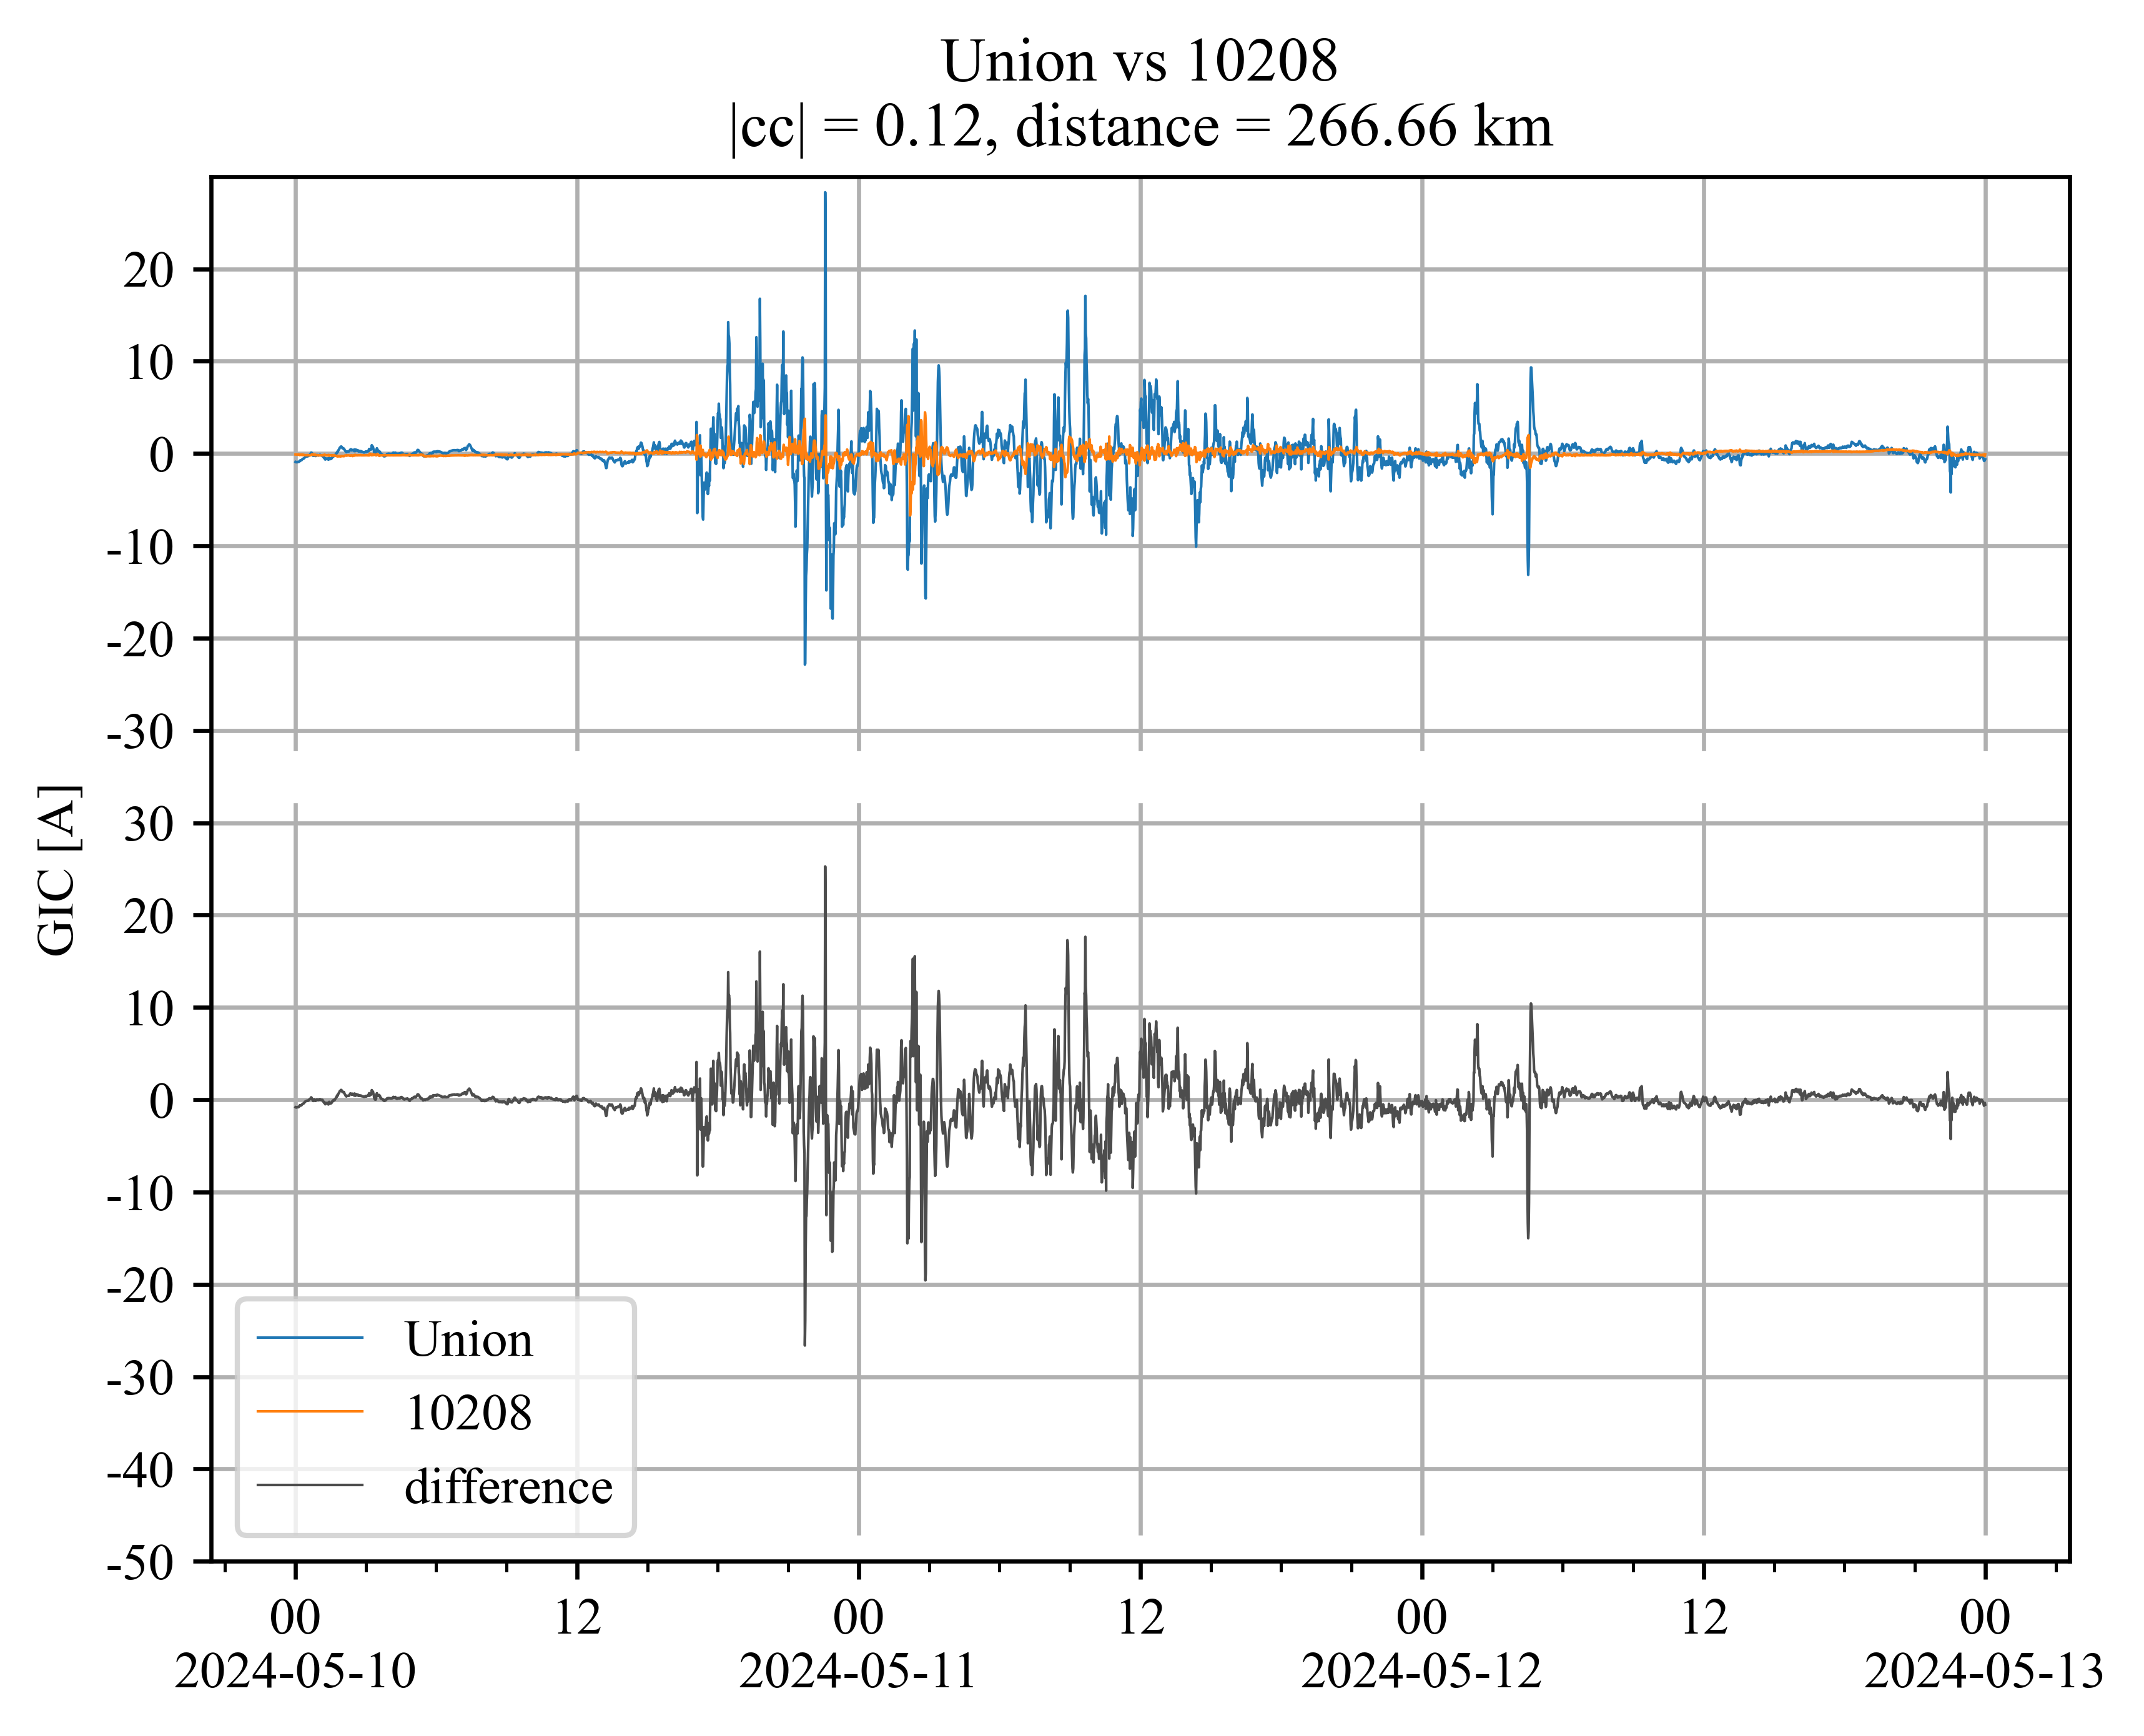 Union vs 10208
|cc| = 0.12, distance = 266.66 km
20
10
0
-10
-20
-30
30
20
10
0
-10
-20
-30
-40
-50
GIC [A]
Union
10208
difference
00 12 00 12 00 12 00
2024-05-10 2024-05-11 2024-05-12 2024-05-13